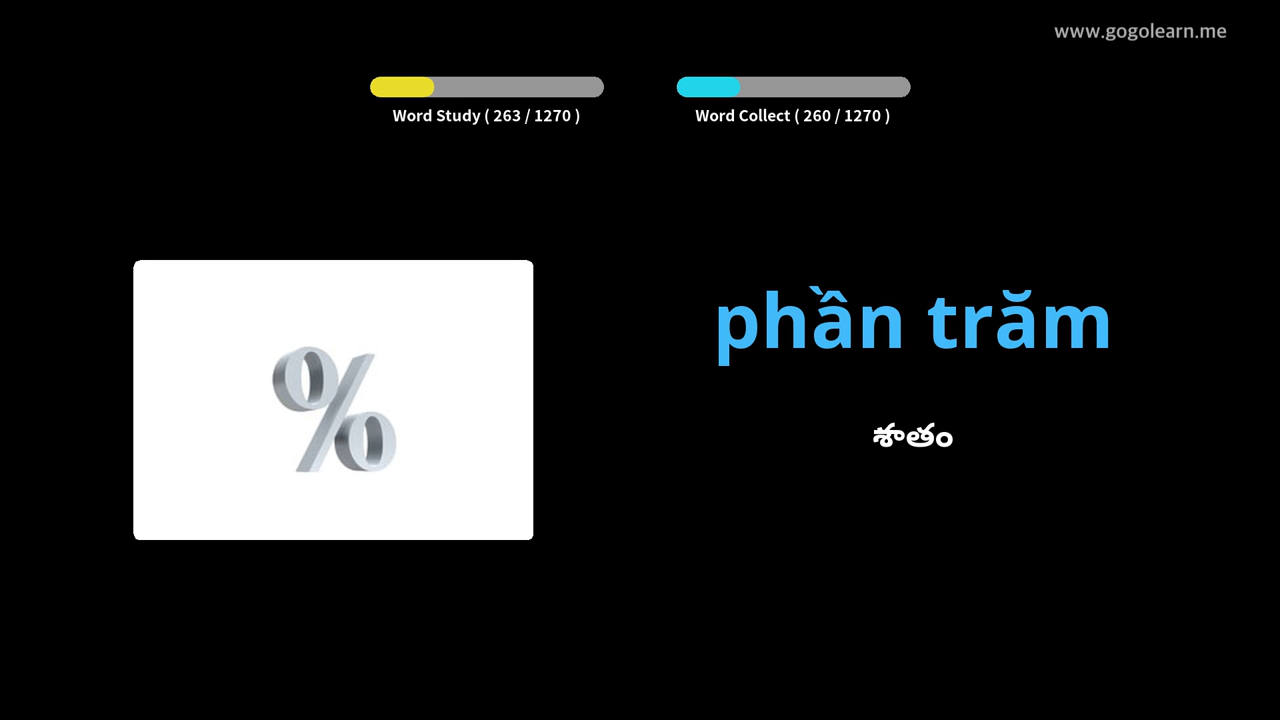 www.gogolearn.me
Word Study ( 263 / 1270 )
Word Collect ( 260 / 1270 )
%
phần trăm
శాతం